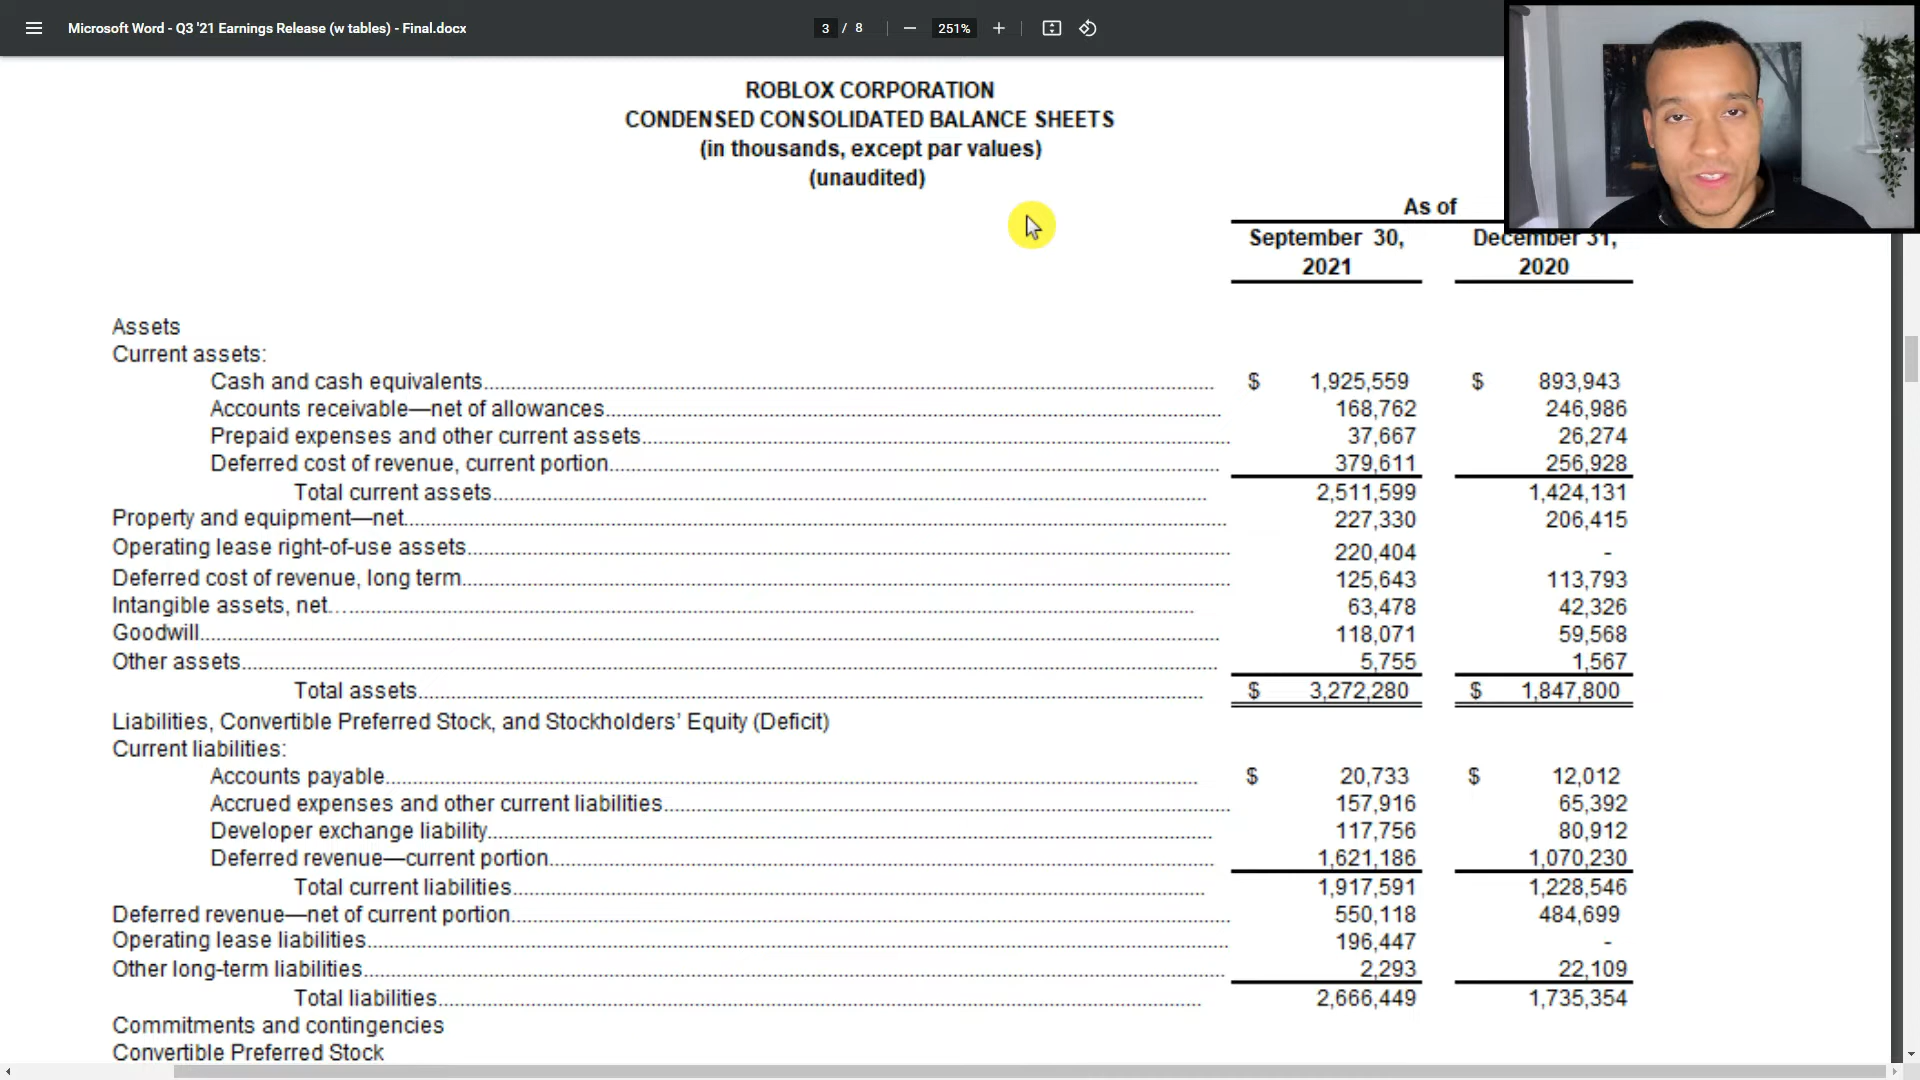 Microsoft Word - Q3 '21 Earnings Release (w tables) - Final.docx
3 / 8
251%
ROBLOX CORPORATION
CONDENSED CONSOLIDATED BALANCE SHEETS
(in thousands, except par values)
(unaudited)
As of
September 30, 2021
December 31, 2020
Assets
Current assets:
Cash and cash equivalents $ 1,925,559 $ 893,943
Accounts receivable—net of allowances 168,762 246,986
Prepaid expenses and other current assets 37,667 26,274
Deferred cost of revenue, current portion 379,611 256,928
Total current assets 2,511,599 1,424,131
Property and equipment—net 227,330 206,415
Operating lease right-of-use assets 220,404 -
Deferred cost of revenue, long term 125,643 113,793
Intangible assets, net 63,478 42,326
Goodwill 118,071 59,568
Other assets 5,755 1,567
Total assets $ 3,272,280 $ 1,847,800
Liabilities, Convertible Preferred Stock, and Stockholders' Equity (Deficit)
Current liabilities:
Accounts payable $ 20,733 $ 12,012
Accrued expenses and other current liabilities 157,916 65,392
Developer exchange liability 117,756 80,912
Deferred revenue—current portion 1,621,186 1,070,230
Total current liabilities 1,917,591 1,228,546
Deferred revenue—net of current portion 550,118 484,699
Operating lease liabilities 196,447 -
Other long-term liabilities 2,293 22,109
Total liabilities 2,666,449 1,735,354
Commitments and contingencies
Convertible Preferred Stock